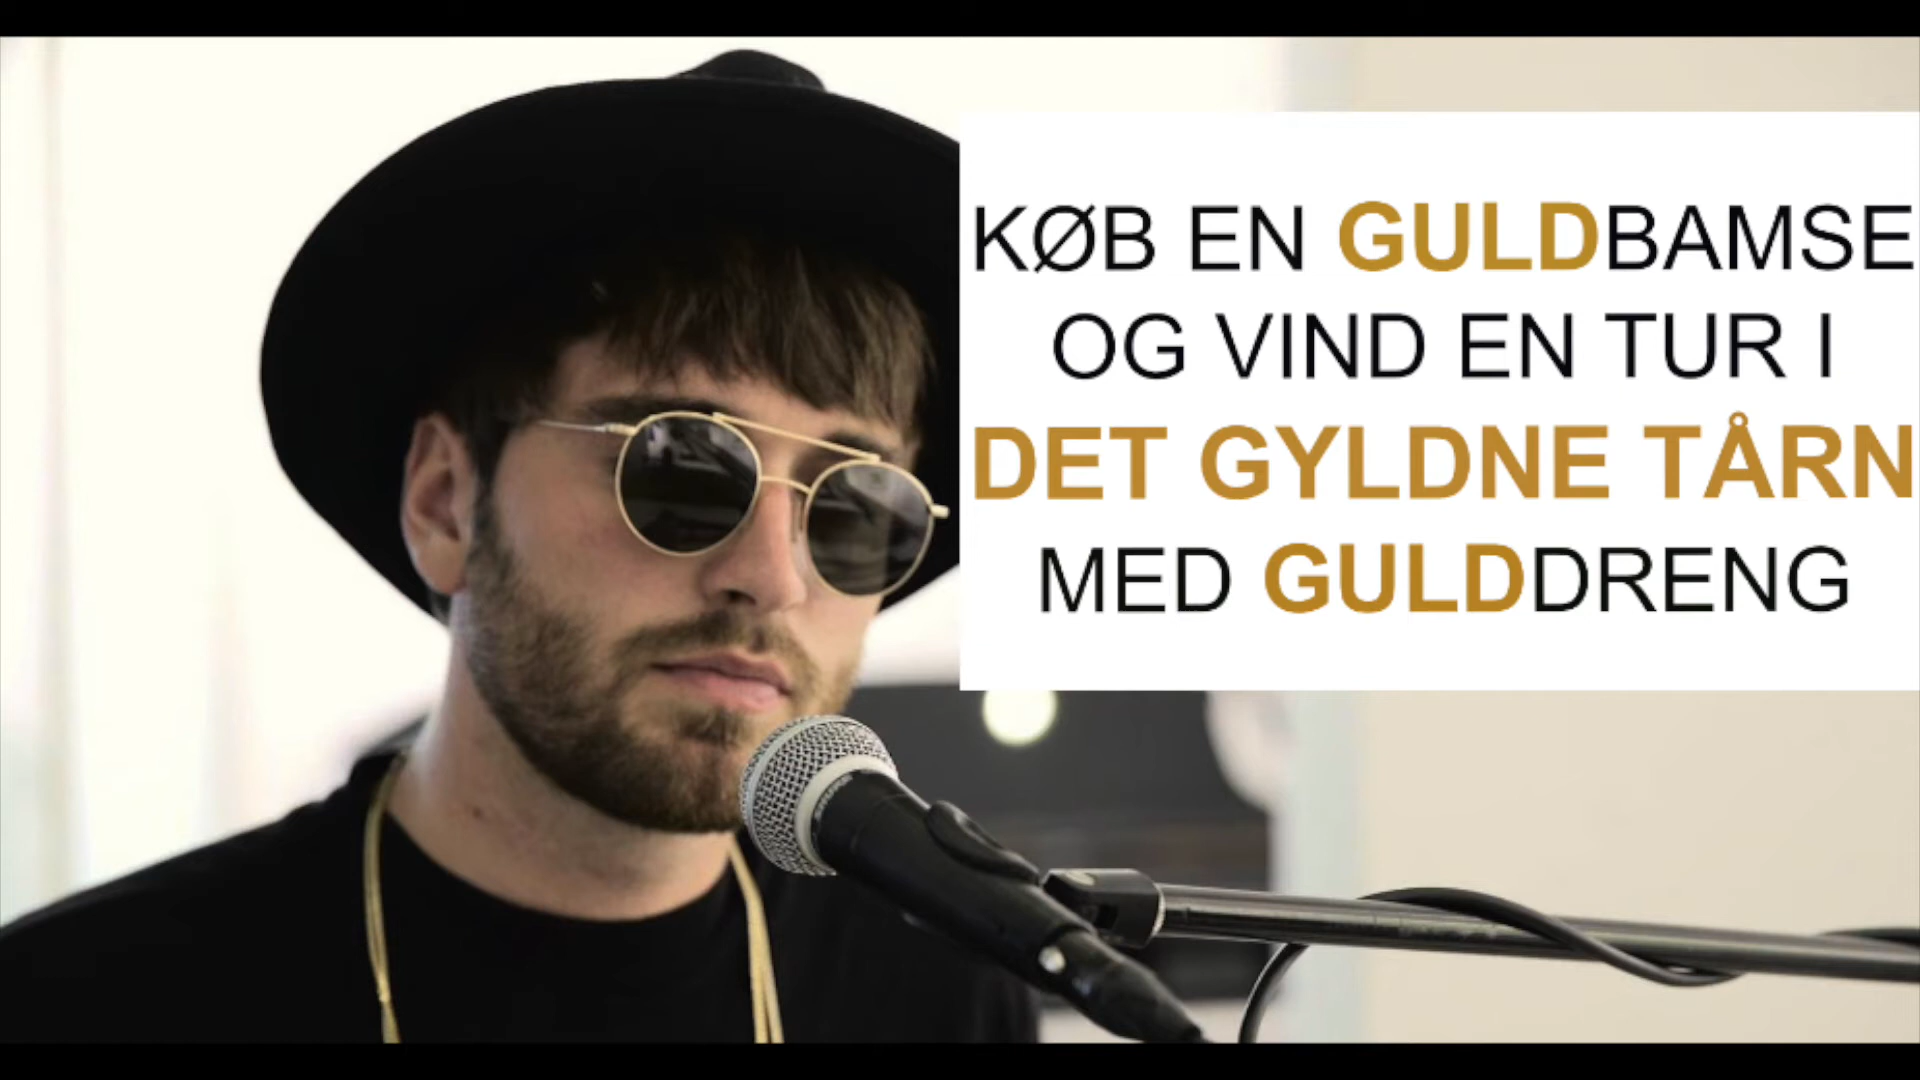 KØB EN GULDBAMSE
OG VIND EN TUR I
DET GYLDNE TÅRN
MED GULDDRENG